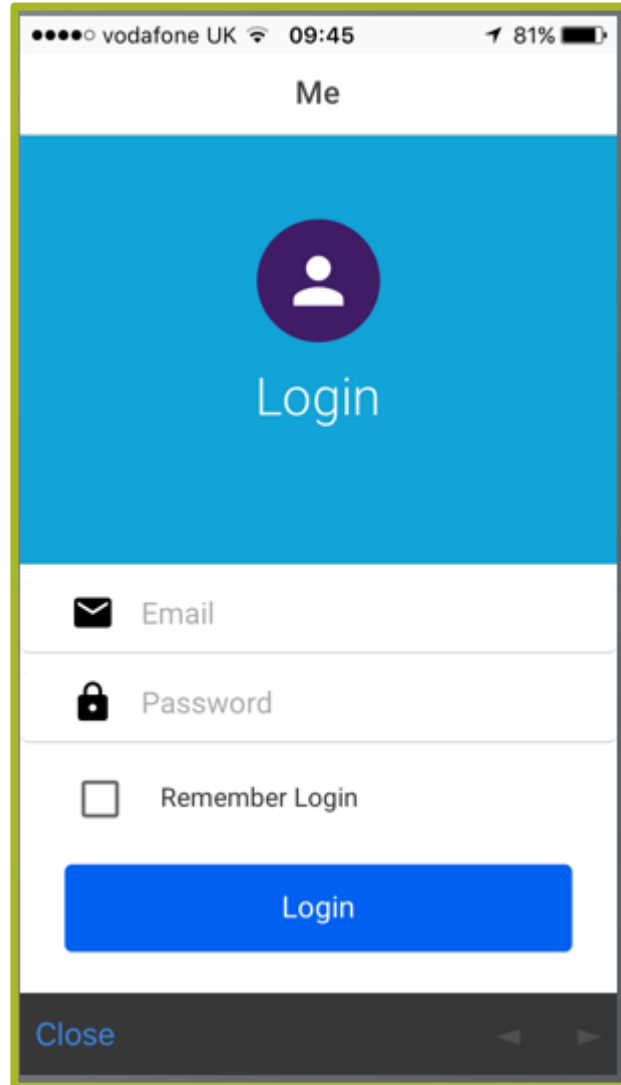 vodafone UK 09:45 81%
Me
Login
Email
Password
Remember Login
Login
Close